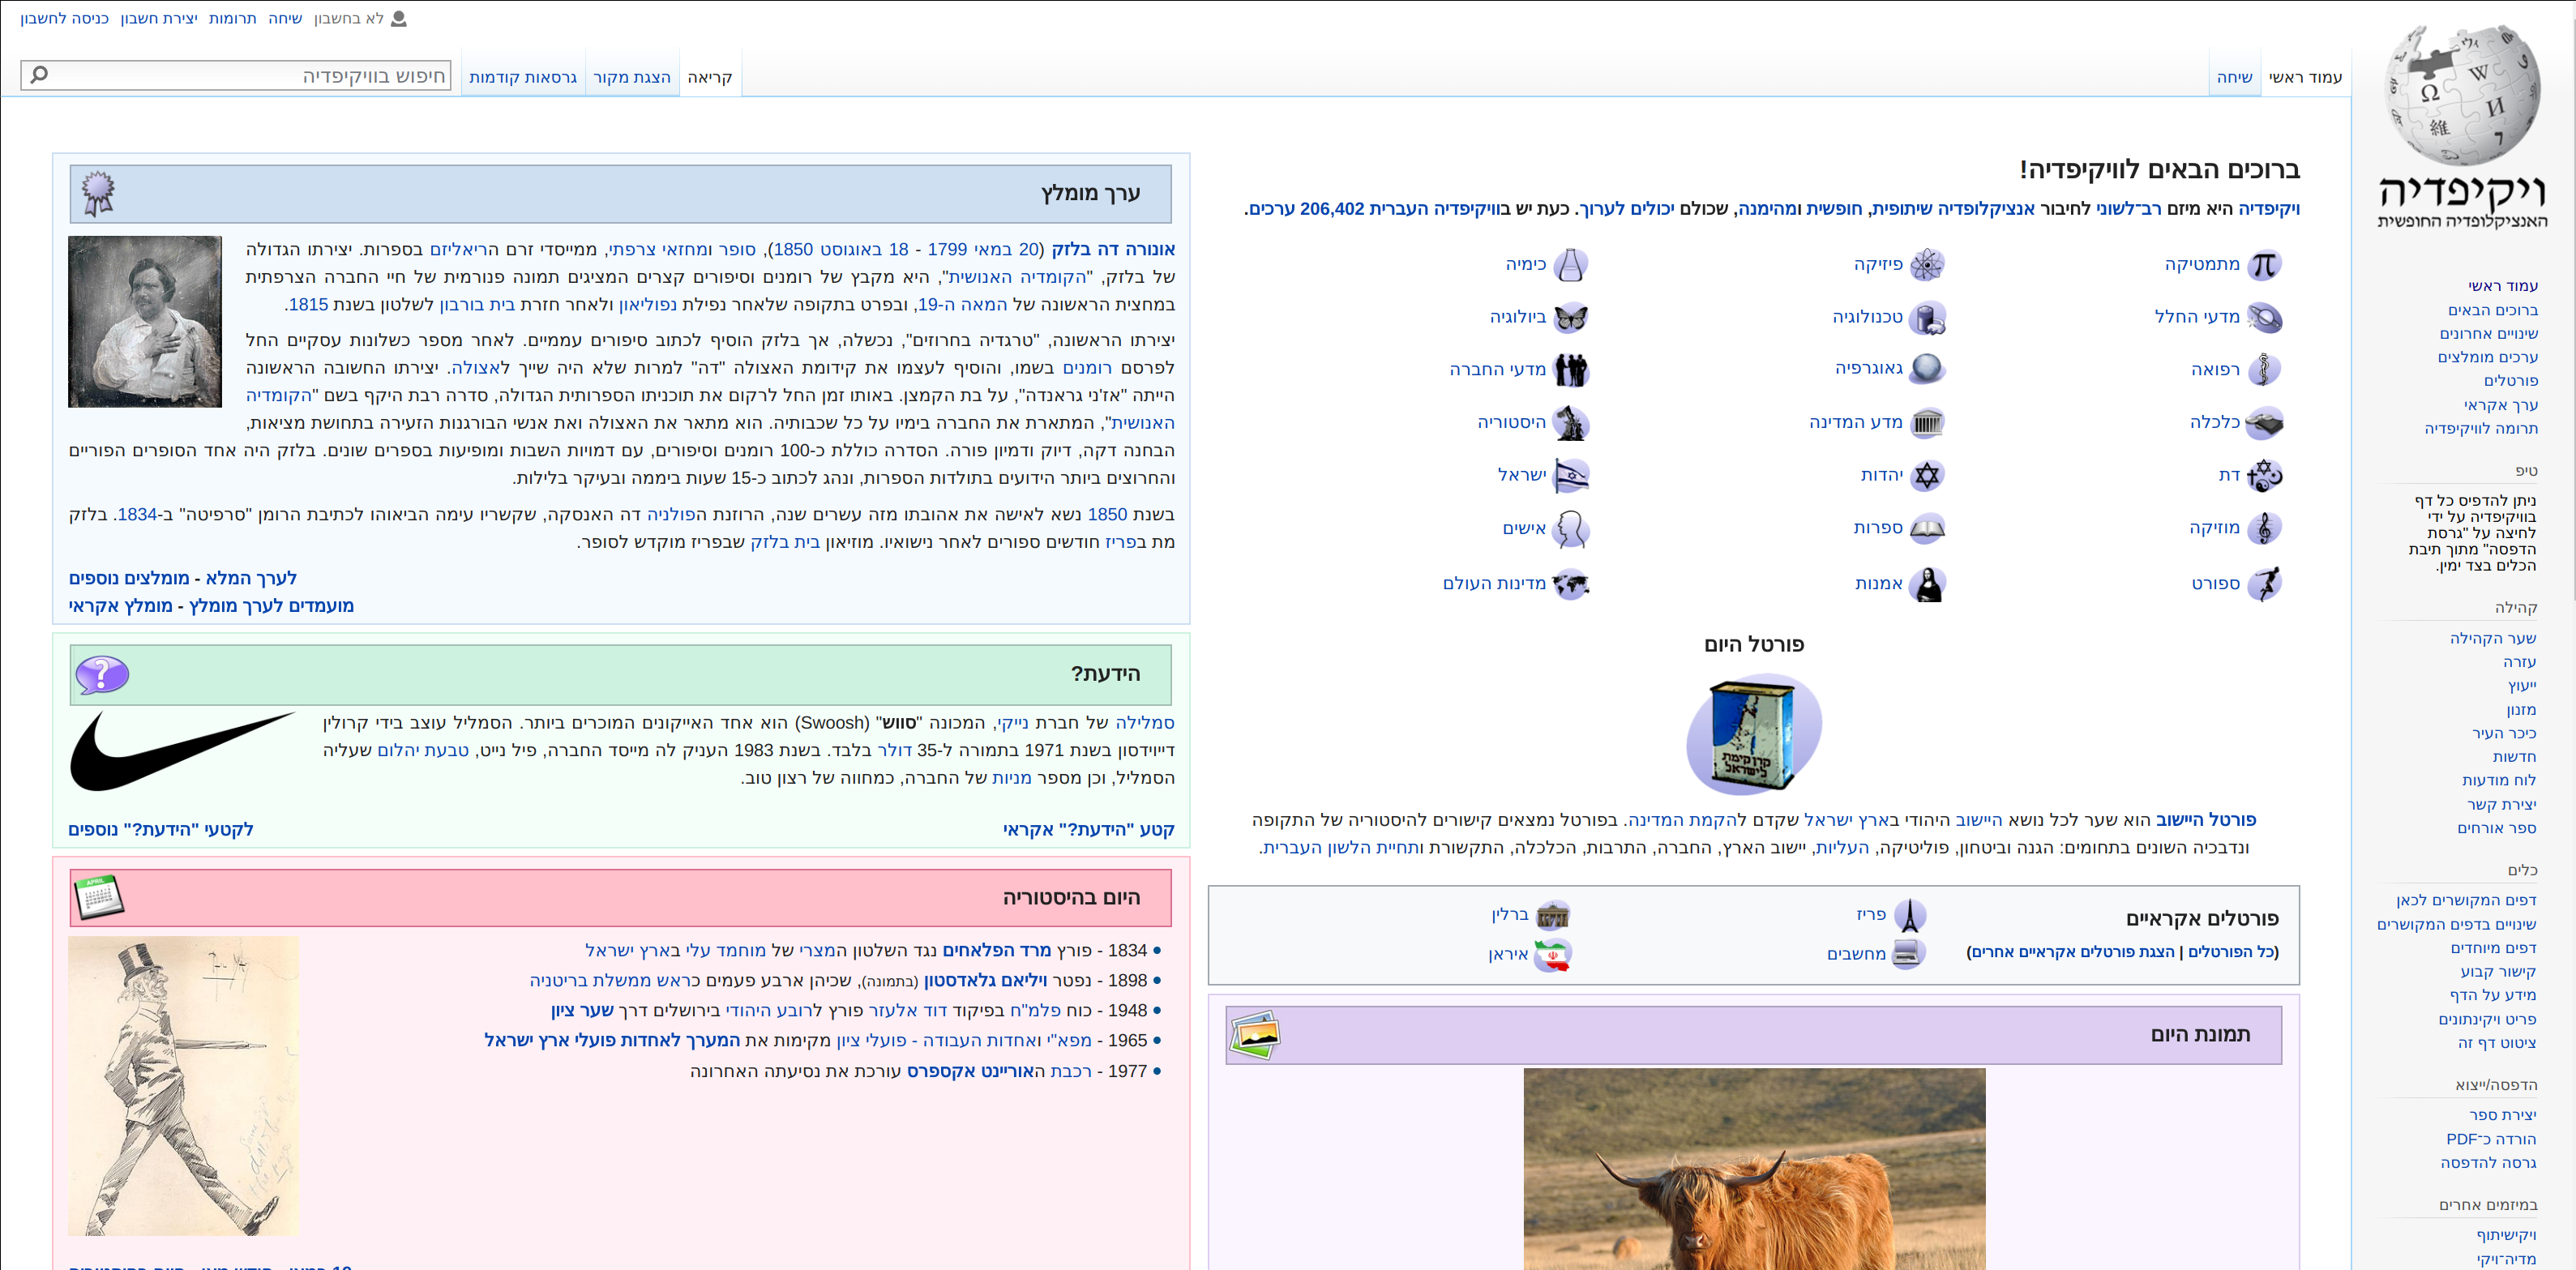 לא בחשבון שיחה תרומות יצירת חשבון כניסה לחשבון
עמוד ראשי שיחה
קריאה הצגת מקור גרסאות קודמות
חיפוש בוויקיפדיה
ויקיפדיה
האנציקלופדיה החופשית
עמוד ראשי
ברוכים הבאים
שינויים אחרונים
ערכים מומלצים
פורטלים
ערך אקראי
תרומה לוויקיפדיה
טיפ
ניתן להדפיס כל דף
בוויקיפדיה על ידי
לחיצה על "גרסת
הדפסה" מתוך תיבת
הכלים בצד ימין.
קהילה
שער הקהילה
עזרה
ייעוץ
מזנון
כיכר העיר
חדשות
לוח מודעות
יצירת קשר
ספר אורחים
כלים
דפים המקושרים לכאן
שינויים בדפים המקושרים
דפים מיוחדים
קישור קבוע
מידע על הדף
פריט ויקינתונים
ציטוט דף זה
הדפסה/ייצוא
יצירת ספר
הורדה כ־PDF
גרסה להדפסה
במיזמים אחרים
ויקישיתוף
מדיה־ויקי
ברוכים הבאים לוויקיפדיה!
ויקיפדיה היא מיזם רב־לשוני לחיבור אנציקלופדיה שיתופית, חופשית ומהימנה, שכולם יכולים לערוך. כעת יש בוויקיפדיה העברית 206,402 ערכים.
מתמטיקה פיזיקה כימיה
מדעי החלל טכנולוגיה ביולוגיה
רפואה גאוגרפיה מדעי החברה
כלכלה מדע המדינה היסטוריה
דת יהדות ישראל
מוזיקה ספרות אישים
ספורט אמנות מדינות העולם
פורטל היום
קרן קימת
לישראל
פורטל היישוב הוא שער לכל נושא היישוב היהודי בארץ ישראל שקדם להקמת המדינה. בפורטל נמצאים קישורים להיסטוריה של התקופה
ונדבכיה השונים בתחומים: הגנה וביטחון, פוליטיקה, העליות, יישוב הארץ, החברה, התרבות, הכלכלה, התקשורת ותחיית הלשון העברית.
פורטלים אקראיים
(כל הפורטלים | הצגת פורטלים אקראיים אחרים)
פריז ברלין
מחשבים איראן
תמונת היום
ערך מומלץ
אונורה דה בלזק (20 במאי 1799 - 18 באוגוסט 1850), סופר ומחזאי צרפתי, ממייסדי זרם הריאליזם בספרות. יצירתו הגדולה
של בלזק, "הקומדיה האנושית", היא מקבץ של רומנים וסיפורים קצרים המציגים תמונה פנורמית של חיי החברה הצרפתית
במחצית הראשונה של המאה ה-19, ובפרט בתקופה שלאחר נפילת נפוליאון ולאחר חזרת בית בורבון לשלטון בשנת 1815.
יצירתו הראשונה, "טרגדיה בחרוזים", נכשלה, אך בלזק הוסיף לכתוב סיפורים עממיים. לאחר מספר כשלונות עסקיים החל
לפרסם רומנים בשמו, והוסיף לעצמו את קידומת האצולה "דה" למרות שלא היה שייך לאצולה. יצירתו החשובה הראשונה
הייתה "אז'ני גראנדה", על בת הקמצן. באותו זמן החל לרקום את תוכניתו הספרותית הגדולה, סדרה רבת היקף בשם "הקומדיה
האנושית", המתארת את החברה בימיו על כל שכבותיה. הוא מתאר את האצולה ואת אנשי הבורגנות הזעירה בתחושת מציאות,
הבחנה דקה, דיוק ודמיון פורה. הסדרה כוללת כ-100 רומנים וסיפורים, עם דמויות השבות ומופיעות בספרים שונים. בלזק היה אחד הסופרים הפוריים
והחרוצים ביותר הידועים בתולדות הספרות, ונהג לכתוב כ-15 שעות ביממה ובעיקר בלילות.
בשנת 1850 נשא לאישה את אהובתו מזה עשרים שנה, הרוזנת הפולניה דה האנסקה, שקשריו עימה הביאוהו לכתיבת הרומן "סרפיטה" ב-1834. בלזק
מת בפריז חודשים ספורים לאחר נישואיו. מוזיאון בית בלזק שבפריז מוקדש לסופר.
לערך המלא - מומלצים נוספים
מועמדים לערך מומלץ - מומלץ אקראי
הידעת?
סמלילה של חברת נייקי, המכונה "סווש" (Swoosh) הוא אחד האייקונים המוכרים ביותר. הסמליל עוצב בידי קרולין
דייוידסון בשנת 1971 בתמורה ל-35 דולר בלבד. בשנת 1983 העניק לה מייסד החברה, פיל נייט, טבעת יהלום שעליה
הסמליל, וכן מספר מניות של החברה, כמחווה של רצון טוב.
קטע "הידעת?" אקראי לקטעי "הידעת?" נוספים
היום בהיסטוריה
APRIL
1834 - פורץ מרד הפלאחים נגד השלטון המצרי של מוחמד עלי בארץ ישראל
1898 - נפטר ויליאם גלאדסטון (בתמונה), שכיהן ארבע פעמים כראש ממשלת בריטניה
1948 - כוח פלמ"ח בפיקוד דוד אלעזר פורץ לרובע היהודי בירושלים דרך שער ציון
1965 - מפא"י ואחדות העבודה - פועלי ציון מקימות את המערך לאחדות פועלי ארץ ישראל
1977 - רכבת האוריינט אקספרס עורכת את נסיעתה האחרונה